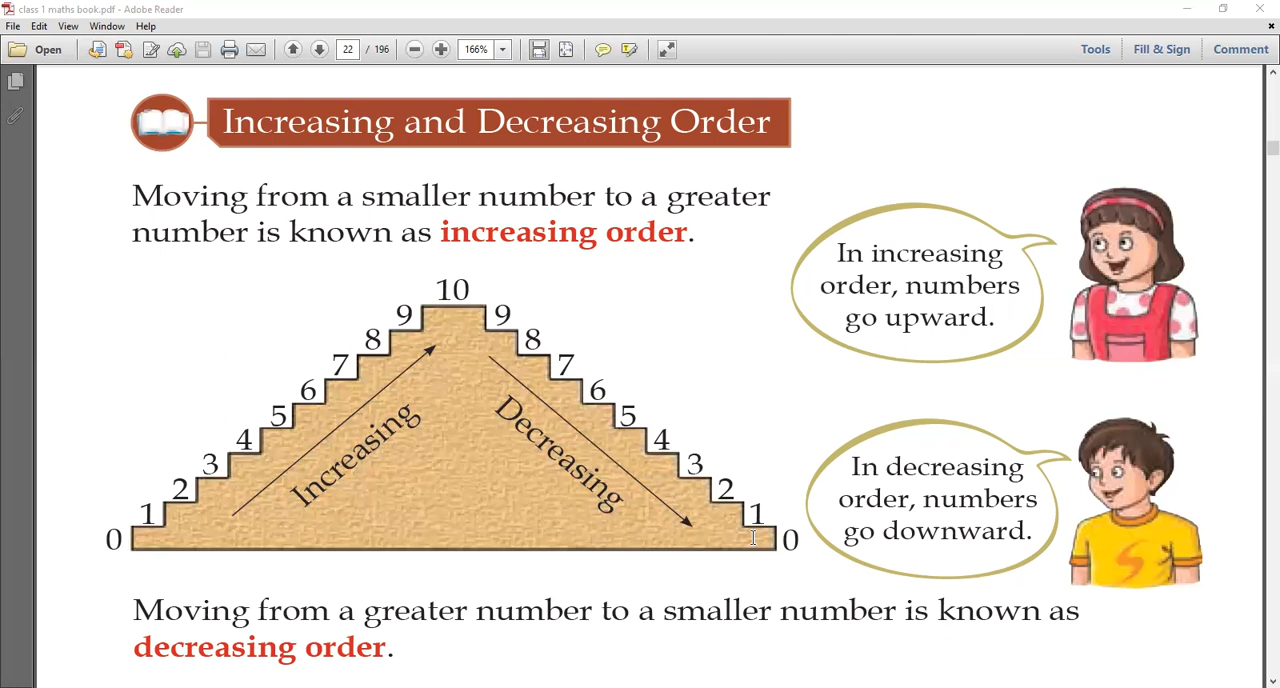 class 1 maths book.pdf - Adobe Reader
File Edit View Window Help
Open 22 / 196 166% Tools Fill & Sign Comment
Increasing and Decreasing Order
Moving from a smaller number to a greater
number is known as increasing order.
In increasing
order, numbers
go upward.
10
9 9
8 8
7 7
6 6
5 5
4 4
3 3
2 2
1 1
0 0
Increasing
Decreasing
In decreasing
order, numbers
go downward.
Moving from a greater number to a smaller number is known as
decreasing order.